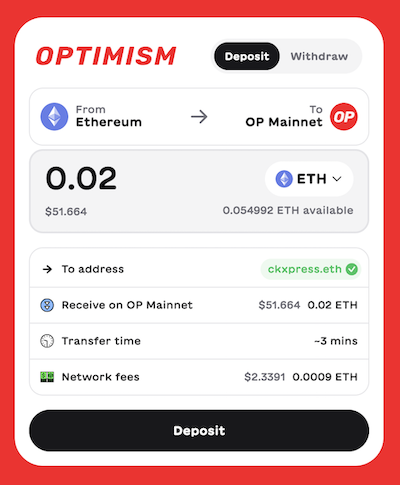 OPTIMISM
Deposit Withdraw
From
Ethereum
To
OP Mainnet
OP
0.02
ETH
$51.664
0.054992 ETH available
To address ckxpress.eth
Receive on OP Mainnet $51.664 0.02 ETH
Transfer time ~3 mins
Network fees $2.3391 0.0009 ETH
Deposit